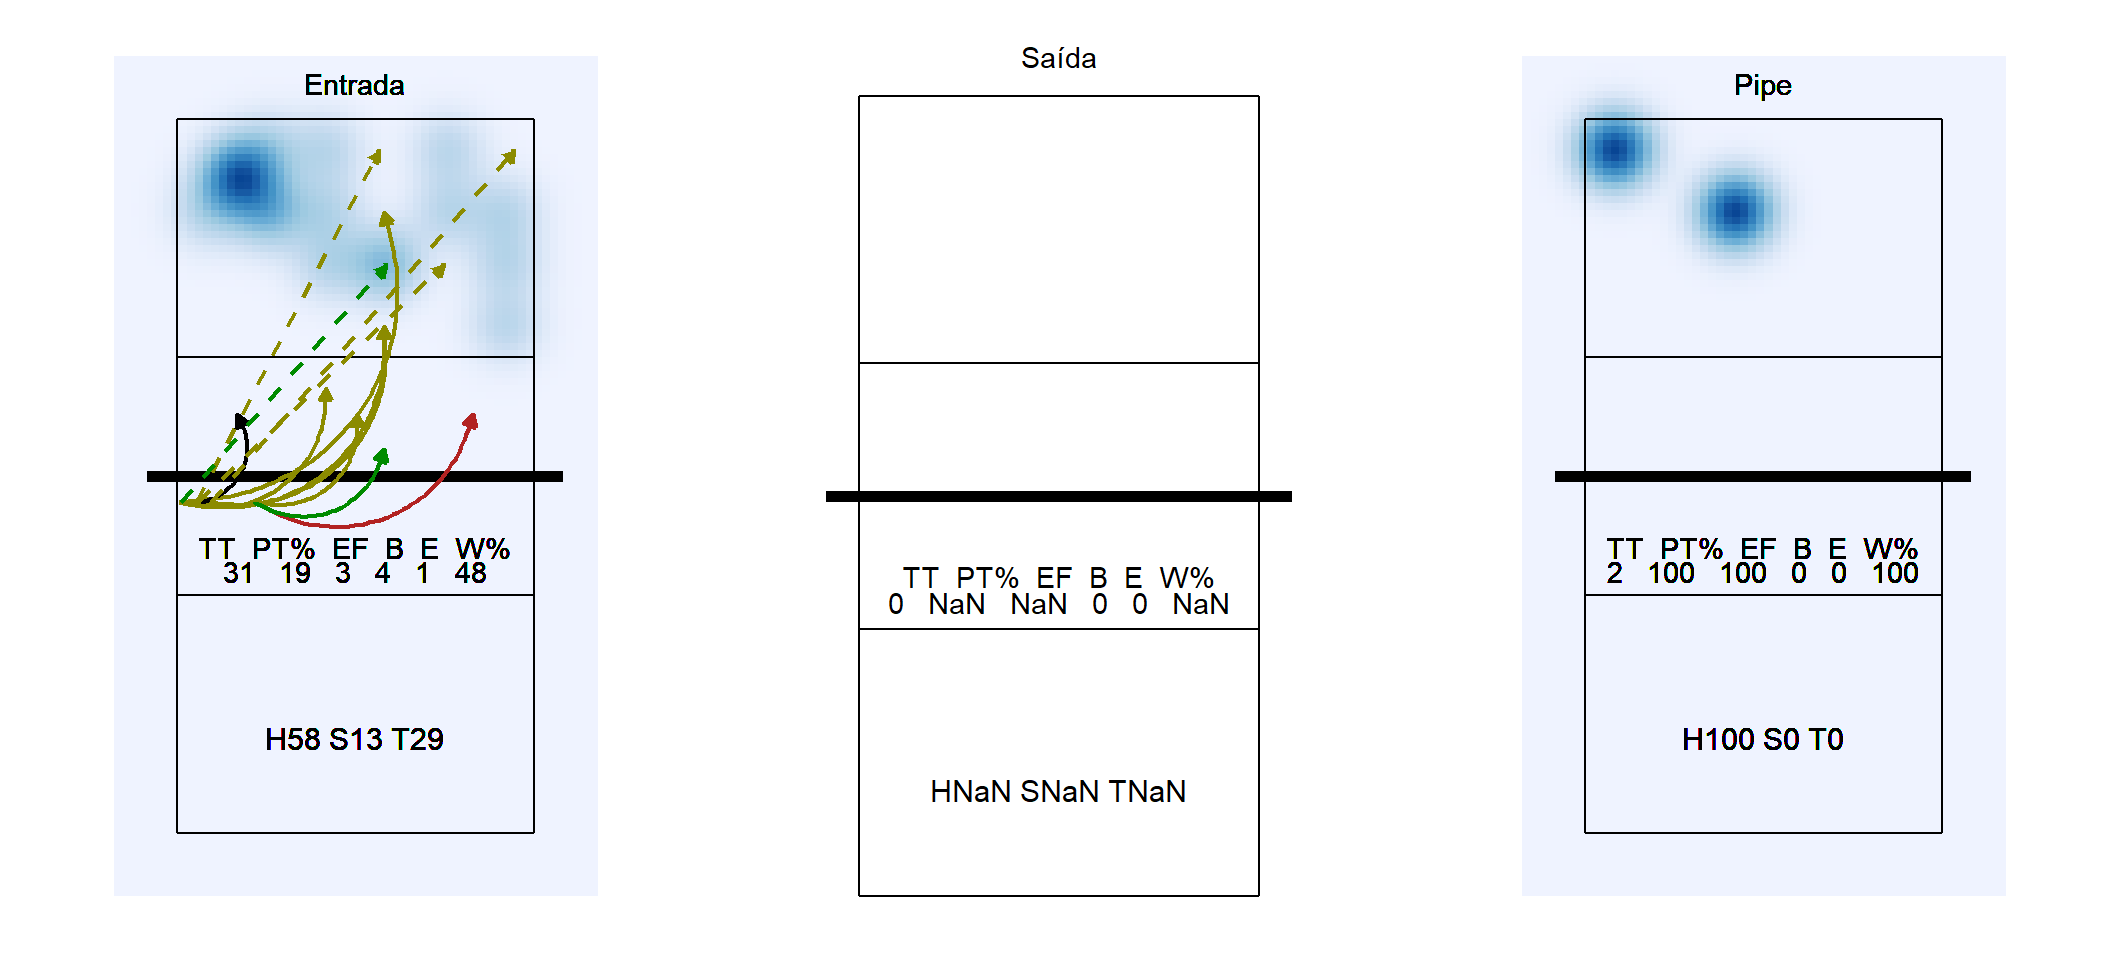 Entrada
TT PT% EF B E W%
31 19 3 4 1 48
H58 S13 T29
Saída
TT PT% EF B E W%
0 NaN NaN 0 0 NaN
HNaN SNaN TNaN
Pipe
TT PT% EF B E W%
2 100 100 0 0 100
H100 S0 T0